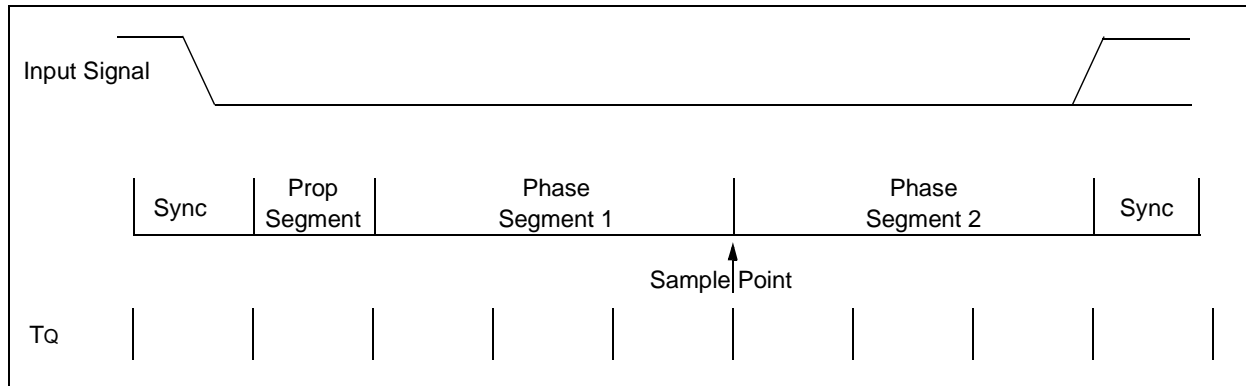 Input Signal
Sync
Prop
Segment
Phase
Segment 1
Phase
Segment 2
Sync
Sample Point
TQ